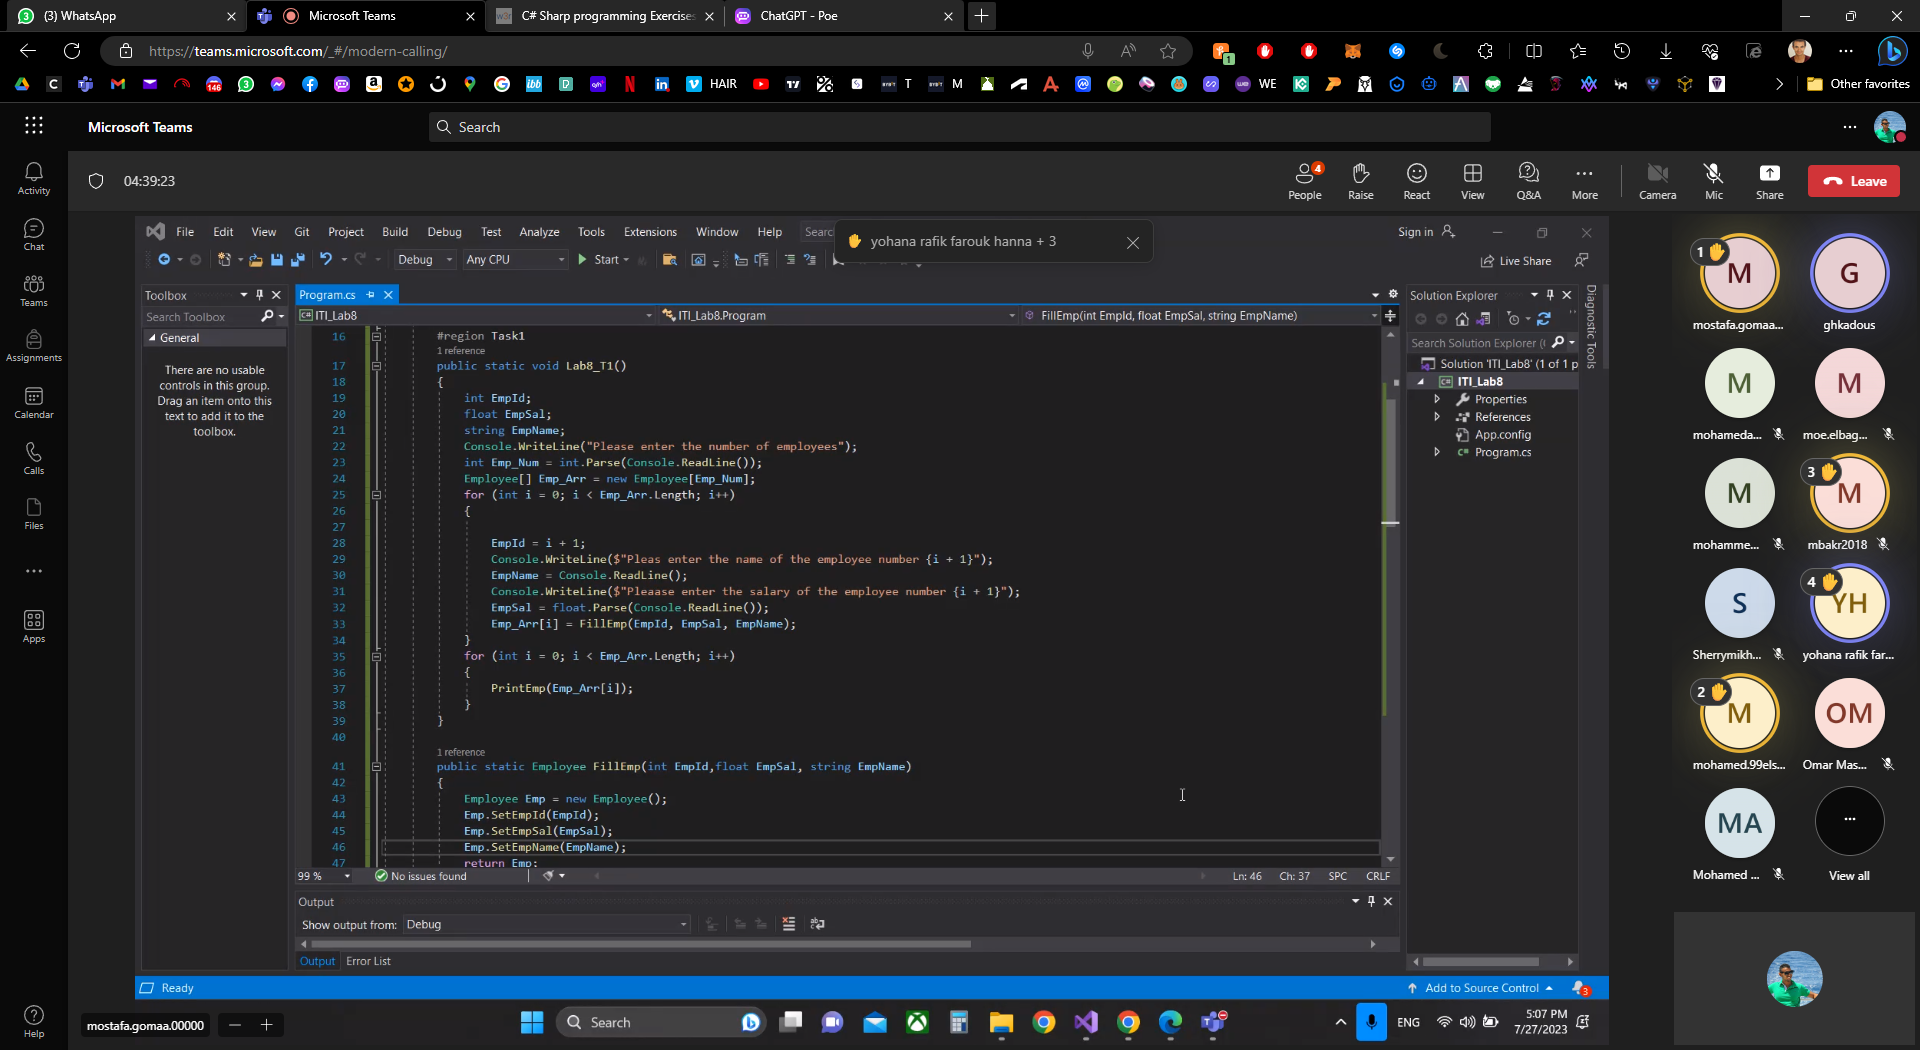 (3) WhatsApp
Microsoft Teams
C# Sharp programming Exercises
ChatGPT - Poe
https://teams.microsoft.com/_#/modern-calling/
HAIR
T
M
WE
Other favorites
Microsoft Teams
Search
Activity
Chat
Teams
Assignments
Calendar
Calls
Files
Apps
Help
04:39:23
People
4
Raise
React
View
Q&A
More
Camera
Mic
Share
Leave
File Edit View Git Project Build Debug Test Analyze Tools Extensions Window Help
yohana rafik farouk hanna + 3
Sign in
Debug
Any CPU
Start
Live Share
Toolbox
Search Toolbox
General
There are no usable
controls in this group.
Drag an item onto this
text to add it to the
toolbox.
Program.cs
ITI_Lab8
ITI_Lab8.Program
FillEmp(int EmpId, float EmpSal, string EmpName)
16 #region Task1
1 reference
17 public static void Lab8_T1()
18 {
19 int EmpId;
20 float EmpSal;
21 string EmpName;
22 Console.WriteLine("Please enter the number of employees");
23 int Emp_Num = int.Parse(Console.ReadLine());
24 Employee[] Emp_Arr = new Employee[Emp_Num];
25 for (int i = 0; i < Emp_Arr.Length; i++)
26 {
27
28 EmpId = i + 1;
29 Console.WriteLine($"Pleas enter the name of the employee number {i + 1}");
30 EmpName = Console.ReadLine();
31 Console.WriteLine($"Pleaase enter the salary of the employee number {i + 1}");
32 EmpSal = float.Parse(Console.ReadLine());
33 Emp_Arr[i] = FillEmp(EmpId, EmpSal, EmpName);
34 }
35 for (int i = 0; i < Emp_Arr.Length; i++)
36 {
37 PrintEmp(Emp_Arr[i]);
38 }
39 }
40
1 reference
41 public static Employee FillEmp(int EmpId,float EmpSal, string EmpName)
42 {
43 Employee Emp = new Employee();
44 Emp.SetEmpId(EmpId);
45 Emp.SetEmpSal(EmpSal);
46 Emp.SetEmpName(EmpName);
47 return Emp;
99 %
No issues found
Ln: 46
Ch: 37
SPC
CRLF
Output
Show output from: Debug
Output
Error List
Solution Explorer
Search Solution Explorer (
Solution 'ITI_Lab8' (1 of 1 p
ITI_Lab8
Properties
References
App.config
Program.cs
Diagnostic Tools
Ready
Add to Source Control
3
1
M
mostafa.gomaa...
G
ghkadous
M
mohameda...
M
moe.elbag...
M
mohamme...
3
M
mbakr2018
S
Sherrymikh...
4
YH
yohana rafik far...
2
M
mohamed.99els...
OM
Omar Mas...
MA
Mohamed ...
View all
mostafa.gomaa.00000
Search
ENG
5:07 PM
7/27/2023